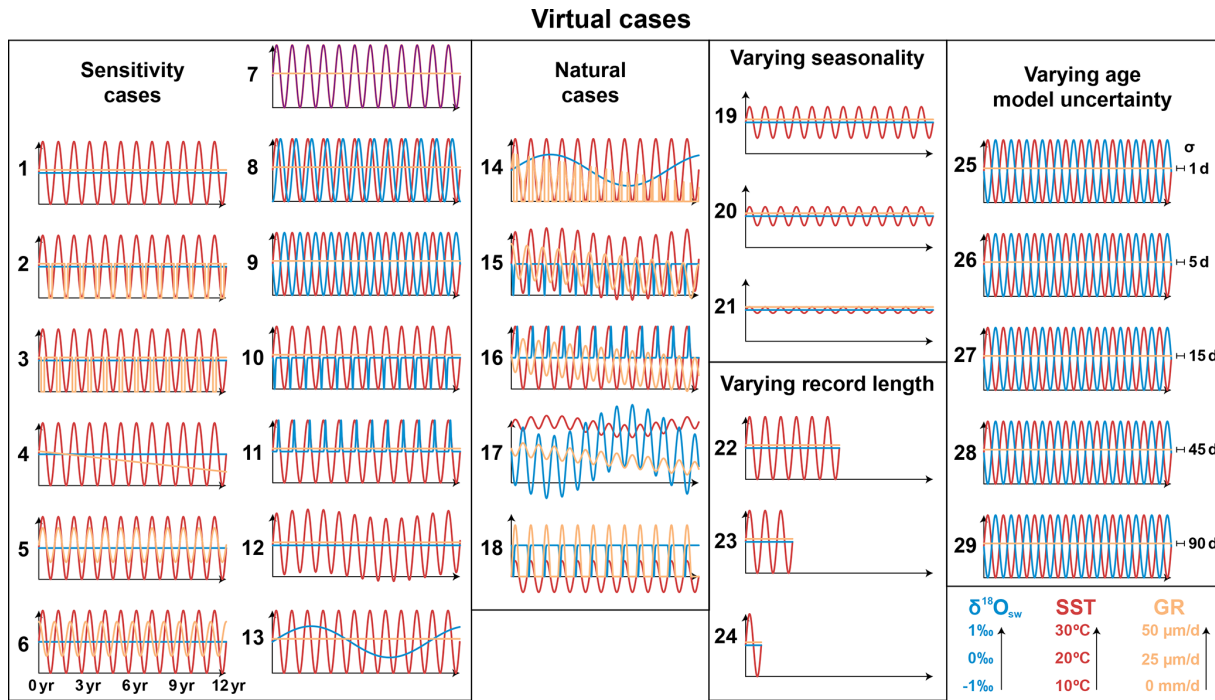 Virtual cases
Sensitivity
cases
1
2
3
4
5
6
0 yr 3 yr 6 yr 9 yr 12 yr
7
8
9
10
11
12
13
Natural
cases
14
15
16
17
18
Varying seasonality
19
20
21
Varying record length
22
23
24
Varying age
model uncertainty
σ
25 1 d
26 5 d
27 15 d
28 45 d
29 90 d
δ¹⁸Osw SST GR
1‰ 30ºC 50 µm/d
0‰ 20ºC 25 µm/d
-1‰ 10ºC 0 mm/d